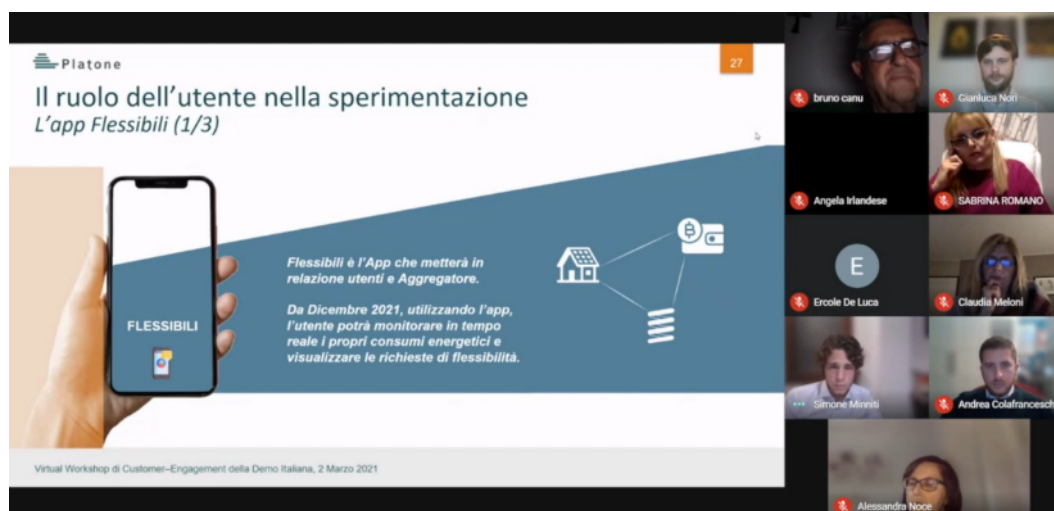 Platone
27
Il ruolo dell'utente nella sperimentazione
L'app Flessibili (1/3)
FLESSIBILI
Flessibili è l'App che metterà in
relazione utenti e Aggregatore.
Da Dicembre 2021, utilizzando l'app,
l'utente potrà monitorare in tempo
reale i propri consumi energetici e
visualizzare le richieste di flessibilità.
Virtual Workshop di Customer–Engagement della Demo Italiana, 2 Marzo 2021
bruno canu
Gianluca Nori
Angela Irlandese
SABRINA ROMANO
E
Ercole De Luca
Claudia Meloni
Simone Minniti
Andrea Colafrancesch
Alessandra Noce